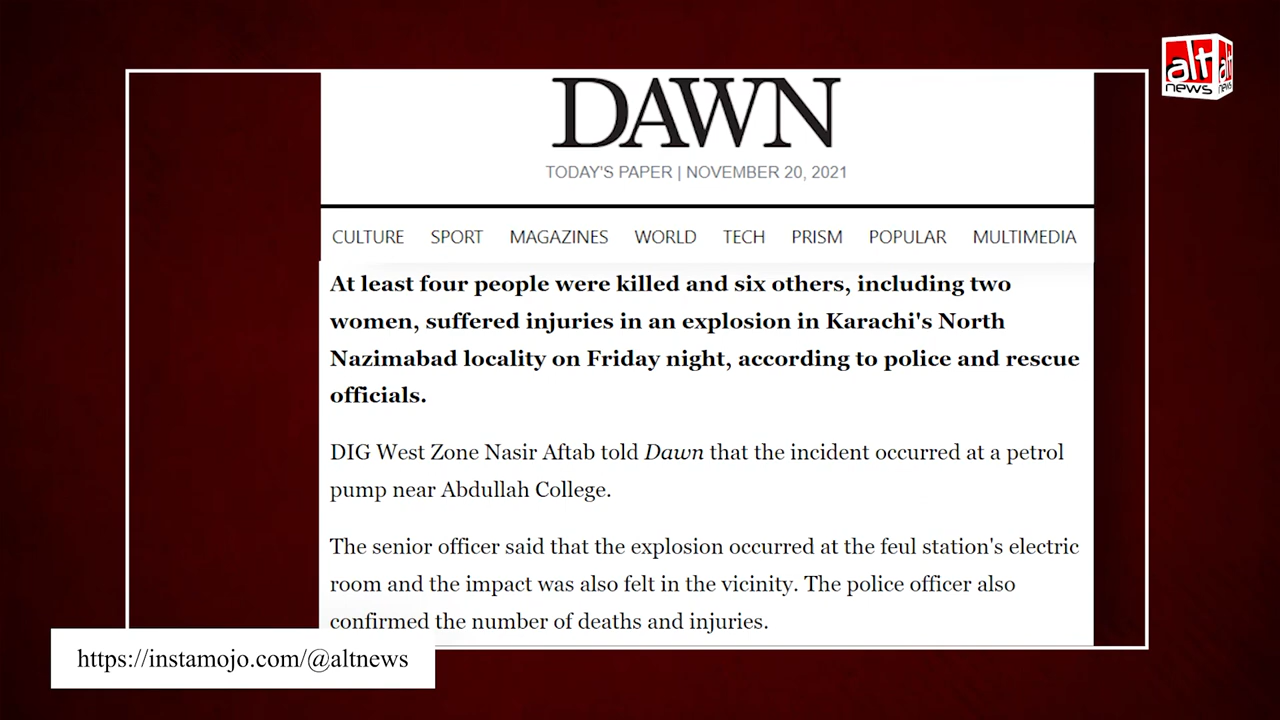 alt
news
alt
news
DAWN
TODAY'S PAPER | NOVEMBER 20, 2021
CULTURE SPORT MAGAZINES WORLD TECH PRISM POPULAR MULTIMEDIA
At least four people were killed and six others, including two
women, suffered injuries in an explosion in Karachi's North
Nazimabad locality on Friday night, according to police and rescue
officials.
DIG West Zone Nasir Aftab told Dawn that the incident occurred at a petrol
pump near Abdullah College.
The senior officer said that the explosion occurred at the feul station's electric
room and the impact was also felt in the vicinity. The police officer also
confirmed the number of deaths and injuries.
https://instamojo.com/@altnews